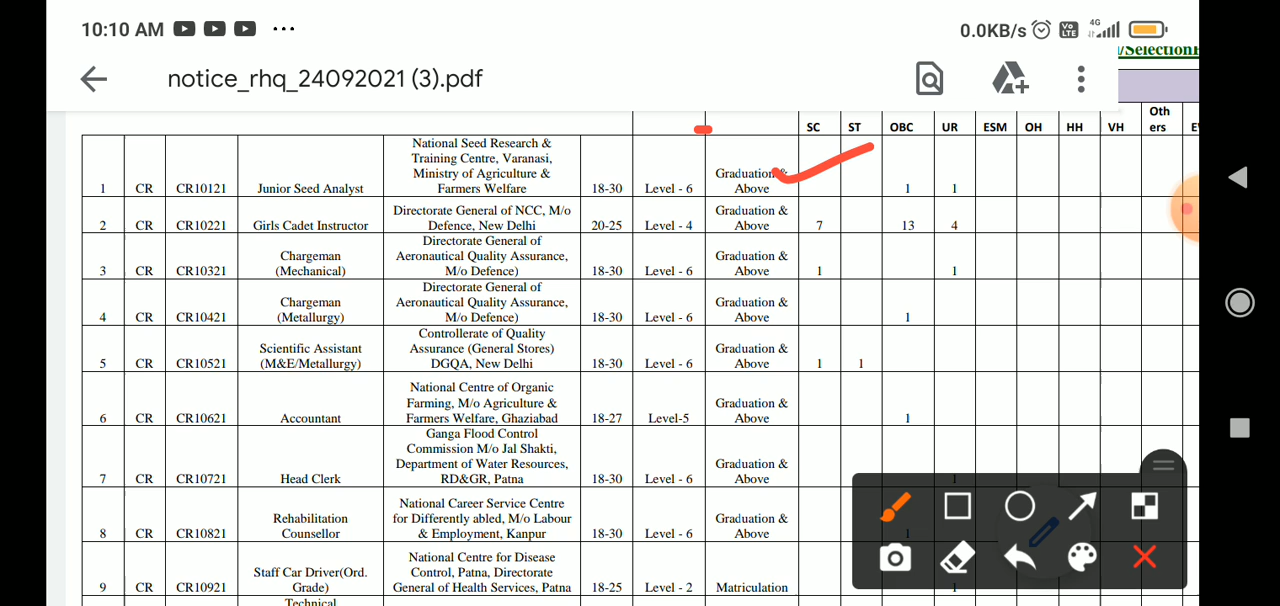 10:10 AM ... 0.0KB/s Vo LTE 4G
notice_rhq_24092021 (3).pdf
SC ST OBC UR ESM OH HH VH Oth
ers
National Seed Research &
Training Centre, Varanasi,
Ministry of Agriculture & Graduation &
1 CR CR10121 Junior Seed Analyst Farmers Welfare 18-30 Level - 6 Above 1 1
Directorate General of NCC, M/o Graduation &
2 CR CR10221 Girls Cadet Instructor Defence, New Delhi 20-25 Level - 4 Above 7 13 4
Directorate General of
Chargeman Aeronautical Quality Assurance, Graduation &
3 CR CR10321 (Mechanical) M/o Defence) 18-30 Level - 6 Above 1 1
Directorate General of
Chargeman Aeronautical Quality Assurance, Graduation &
4 CR CR10421 (Metallurgy) M/o Defence) 18-30 Level - 6 Above 1
Controllerate of Quality
Scientific Assistant Assurance (General Stores) Graduation &
5 CR CR10521 (M&E/Metallurgy) DGQA, New Delhi 18-30 Level - 6 Above 1 1
National Centre of Organic
Farming, M/o Agriculture & Graduation &
6 CR CR10621 Accountant Farmers Welfare, Ghaziabad 18-27 Level-5 Above 1
Ganga Flood Control
Commission M/o Jal Shakti,
Department of Water Resources, Graduation &
7 CR CR10721 Head Clerk RD&GR, Patna 18-30 Level - 6 Above 1
National Career Service Centre
Rehabilitation for Differently abled, M/o Labour Graduation &
8 CR CR10821 Counsellor & Employment, Kanpur 18-30 Level - 6 Above 1
National Centre for Disease
Staff Car Driver(Ord. Control, Patna, Directorate
9 CR CR10921 Grade) General of Health Services, Patna 18-25 Level - 2 Matriculation 1
Technical